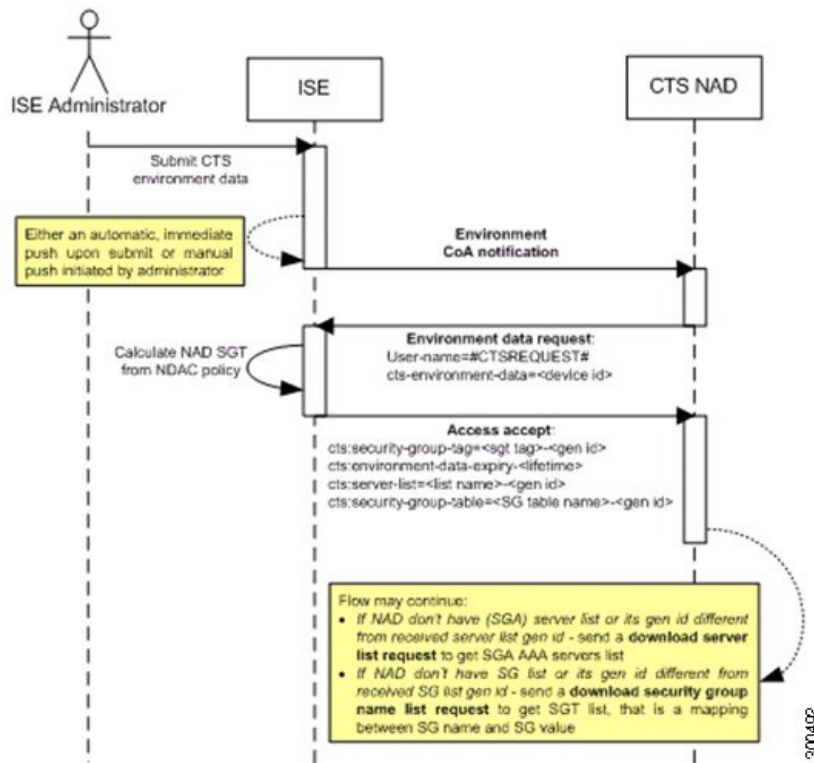 ISE Administrator
ISE
CTS NAD
Submit CTS
environment data
Either an automatic, immediate
push upon submit or manual
push initiated by administrator
Environment
CoA notification
Calculate NAD SGT
from NDAC policy
Environment data request:
User-name=#CTSREQUEST#
cts-environment-data=<device id>
Access accept:
cts:security-group-tag=<sgt tag>-<gen id>
cts:environment-data-expiry-<lifetime>
cts:server-list=<list name>-<gen id>
cts:security-group-table=<SG table name>-<gen id>
Flow may continue:
• If NAD don't have (SGA) server list or its gen id different
from received server list gen id - send a download server
list request to get SGA AAA servers list
• If NAD don't have SG list or its gen id different from
received SG list gen id - send a download security group
name list request to get SGT list, that is a mapping
between SG name and SG value
300492